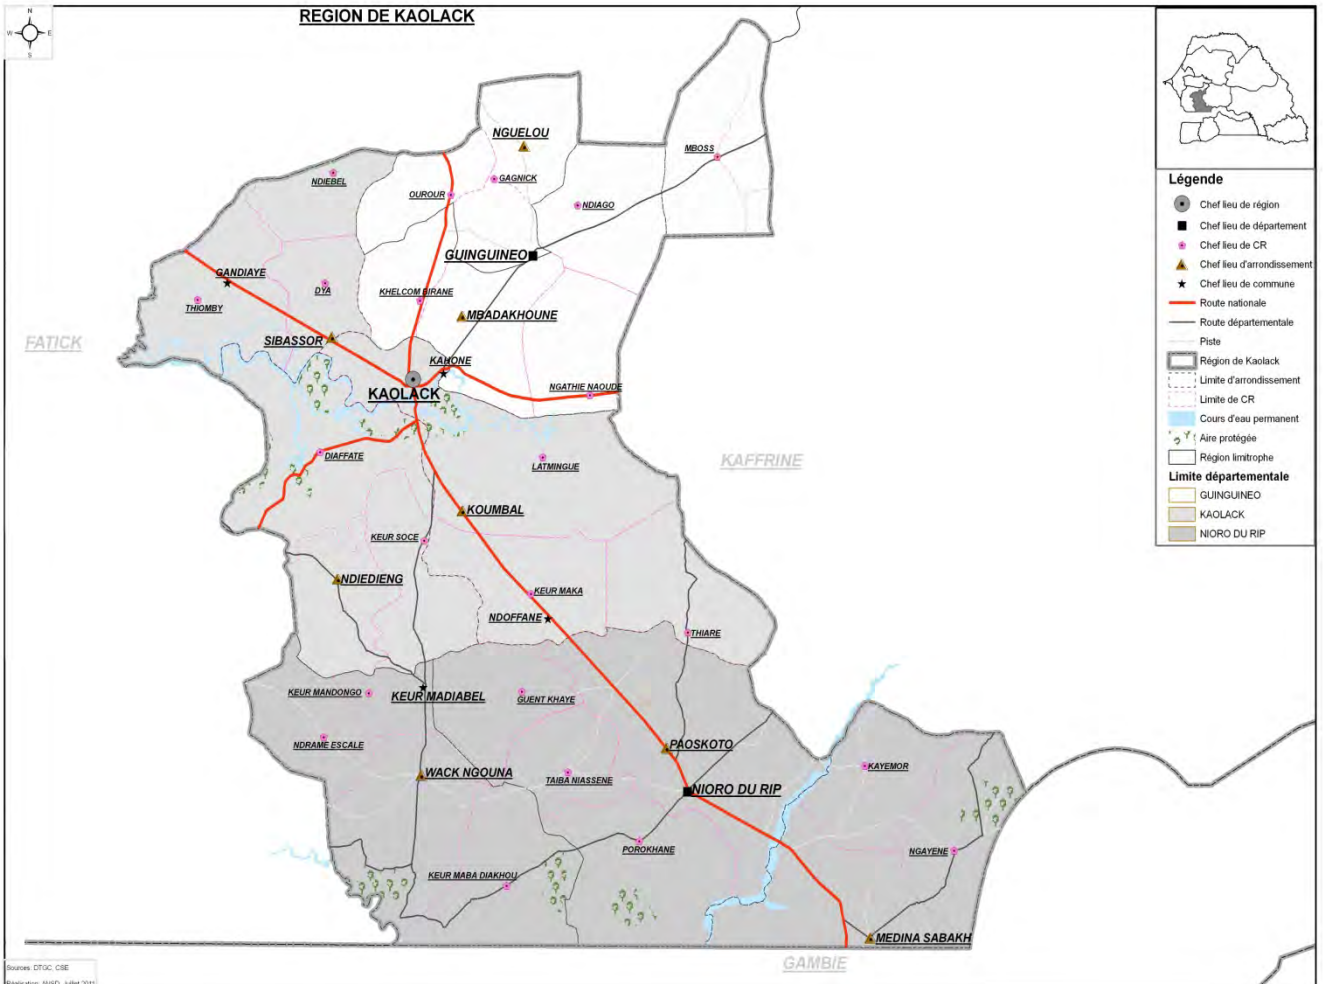 REGION DE KAOLACK
N
W
E
S
NGUELOU
MBOSS
NDIEBEL
GAGNICK
OUROUR
NDIAGO
GUINGUINEO
GANDIAYE
DYA
KHELCOM BIRANE
THIOMBY
MBADAKHOUNE
FATICK
SIBASSOR
KAHONE
KAOLACK
NGATHIE NAOUDE
DIAFFATE
LATMINGUE
KAFFRINE
KOUMBAL
KEUR SOCE
NDIEDIENG
KEUR MAKA
NDOFFANE
THIARE
KEUR MANDONGO
KEUR MADIABEL
GUENT KHAYE
NDRAME ESCALE
PAOSKOTO
KAYEMOR
WACK NGOUNA
TAIBA NIASSENE
NIORO DU RIP
POROKHANE
NGAYENE
KEUR MABA DIAKHOU
MEDINA SABAKH
GAMBIE
Légende
Chef lieu de région
Chef lieu de département
Chef lieu de CR
Chef lieu d'arrondissement
Chef lieu de commune
Route nationale
Route départementale
Piste
Région de Kaolack
Limite d'arrondissement
Limite de CR
Cours d'eau permanent
Aire protégée
Région limitrophe
Limite départementale
GUINGUINEO
KAOLACK
NIORO DU RIP
Sources: DTGC, CSE